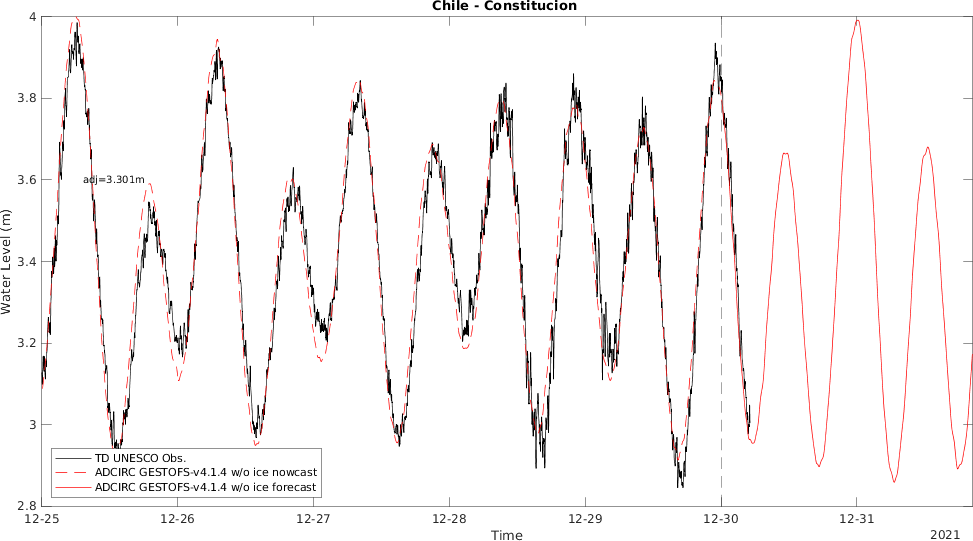 Chile - Constitucion
4
3.8
3.6
3.4
3.2
3
2.8
Water Level (m)
adj=3.301m
TD UNESCO Obs.
ADCIRC GESTOFS-v4.1.4 w/o ice nowcast
ADCIRC GESTOFS-v4.1.4 w/o ice forecast
12-25 12-26 12-27 12-28 12-29 12-30 12-31
Time
2021